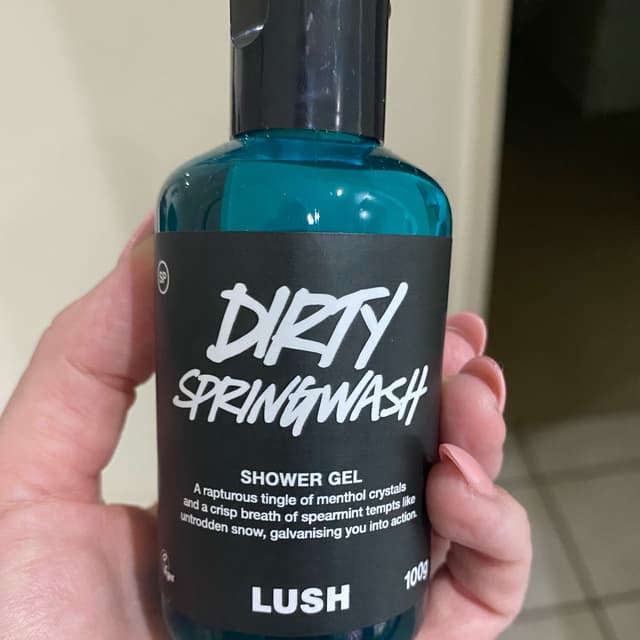 SP
DIRTY
SPRINGWASH
SHOWER GEL
A rapturous tingle of menthol crystals
and a crisp breath of spearmint tempts like
untrodden snow, galvanising you into action.
LUSH
100g